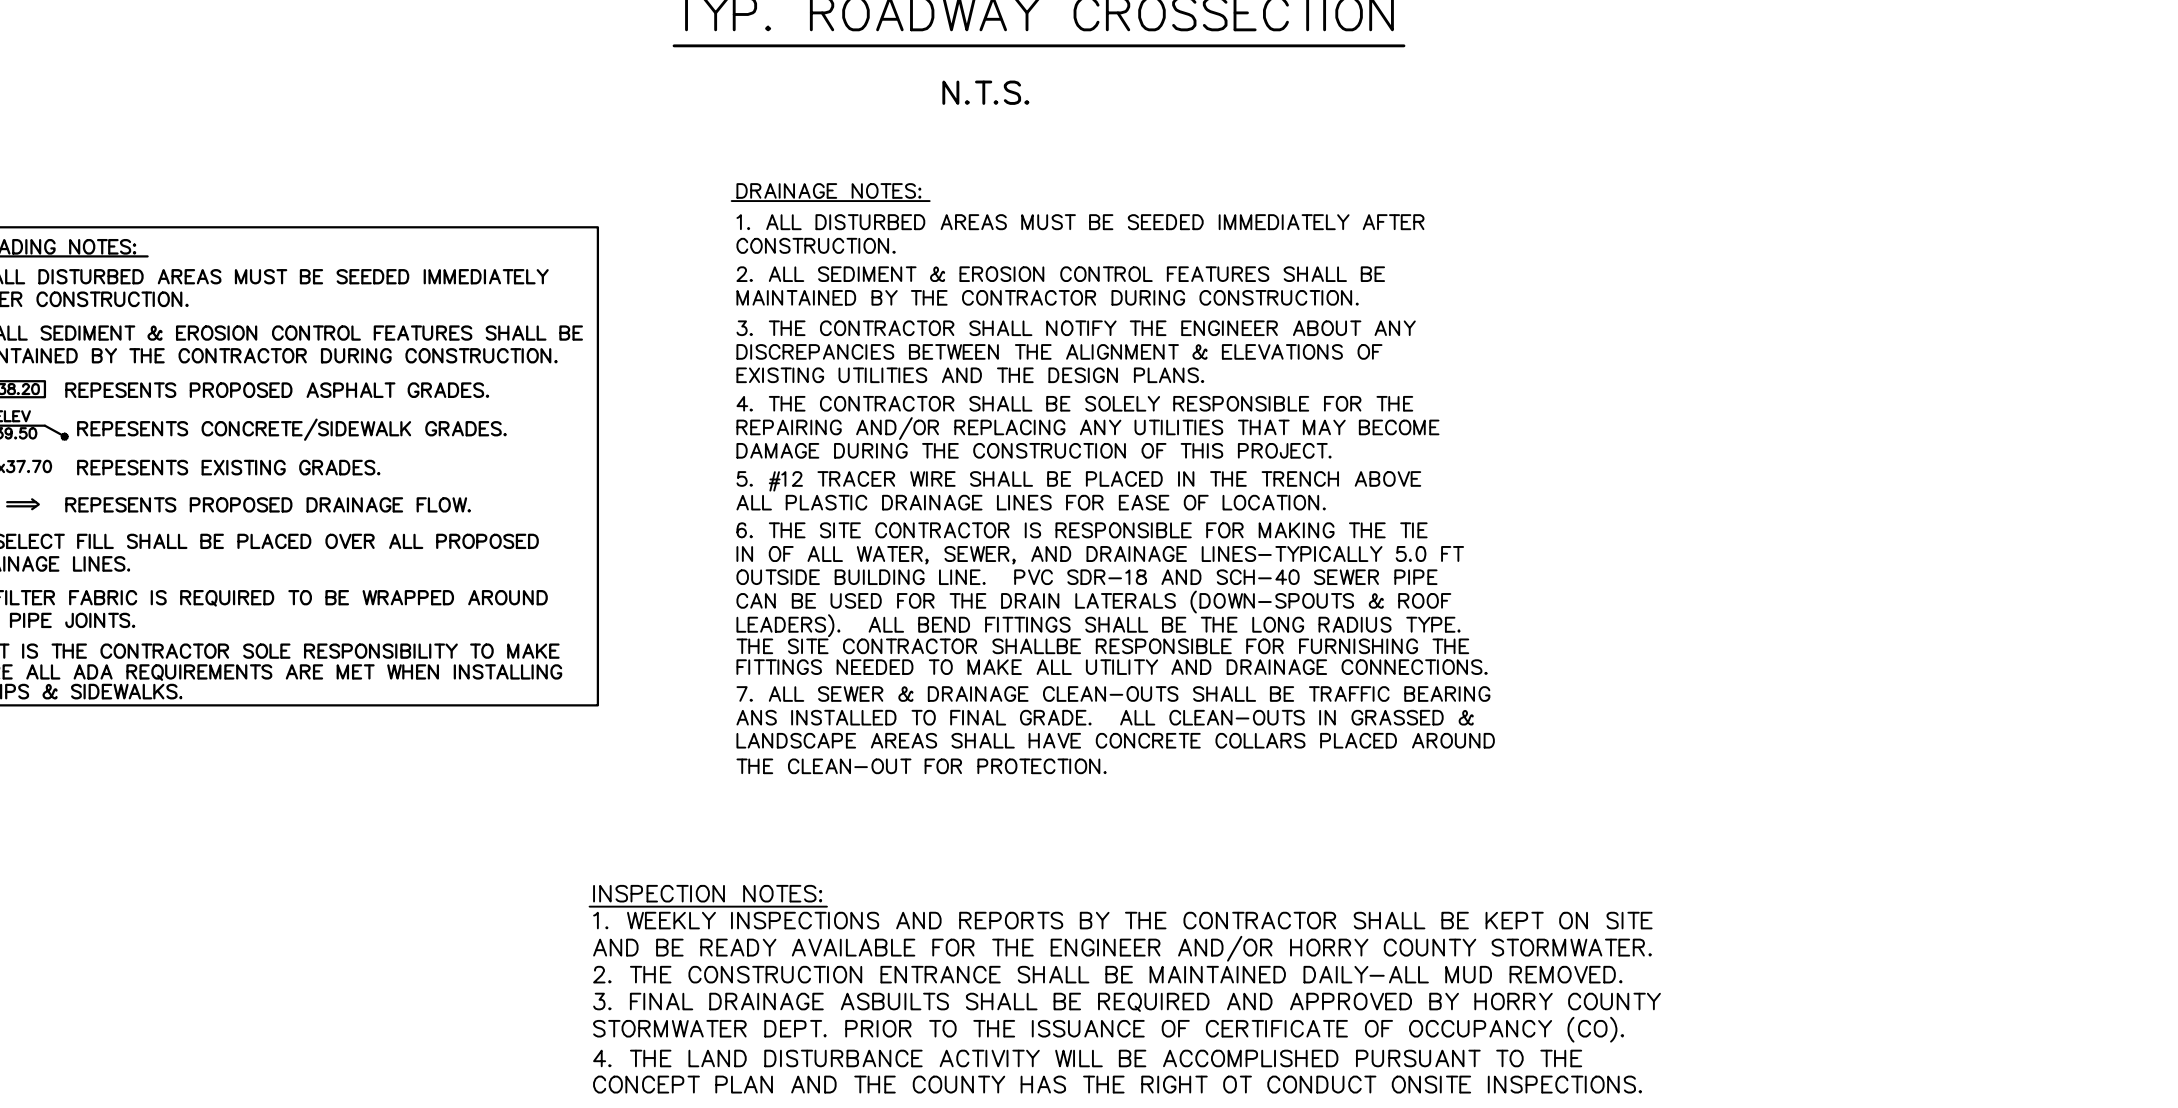 TYP. ROADWAY CROSSECTION
N.T.S.
ADING NOTES:
ALL DISTURBED AREAS MUST BE SEEDED IMMEDIATELY
ER CONSTRUCTION.
ALL SEDIMENT & EROSION CONTROL FEATURES SHALL BE
NTAINED BY THE CONTRACTOR DURING CONSTRUCTION.
38.20 REPESENTS PROPOSED ASPHALT GRADES.
ELEV
39.50 REPESENTS CONCRETE/SIDEWALK GRADES.
x37.70 REPESENTS EXISTING GRADES.
⇒ REPESENTS PROPOSED DRAINAGE FLOW.
SELECT FILL SHALL BE PLACED OVER ALL PROPOSED
AINAGE LINES.
FILTER FABRIC IS REQUIRED TO BE WRAPPED AROUND
PIPE JOINTS.
T IS THE CONTRACTOR SOLE RESPONSIBILITY TO MAKE
RE ALL ADA REQUIREMENTS ARE MET WHEN INSTALLING
MPS & SIDEWALKS.
DRAINAGE NOTES:
1. ALL DISTURBED AREAS MUST BE SEEDED IMMEDIATELY AFTER
CONSTRUCTION.
2. ALL SEDIMENT & EROSION CONTROL FEATURES SHALL BE
MAINTAINED BY THE CONTRACTOR DURING CONSTRUCTION.
3. THE CONTRACTOR SHALL NOTIFY THE ENGINEER ABOUT ANY
DISCREPANCIES BETWEEN THE ALIGNMENT & ELEVATIONS OF
EXISTING UTILITIES AND THE DESIGN PLANS.
4. THE CONTRACTOR SHALL BE SOLELY RESPONSIBLE FOR THE
REPAIRING AND/OR REPLACING ANY UTILITIES THAT MAY BECOME
DAMAGE DURING THE CONSTRUCTION OF THIS PROJECT.
5. #12 TRACER WIRE SHALL BE PLACED IN THE TRENCH ABOVE
ALL PLASTIC DRAINAGE LINES FOR EASE OF LOCATION.
6. THE SITE CONTRACTOR IS RESPONSIBLE FOR MAKING THE TIE
IN OF ALL WATER, SEWER, AND DRAINAGE LINES-TYPICALLY 5.0 FT
OUTSIDE BUILDING LINE. PVC SDR-18 AND SCH-40 SEWER PIPE
CAN BE USED FOR THE DRAIN LATERALS (DOWN-SPOUTS & ROOF
LEADERS). ALL BEND FITTINGS SHALL BE THE LONG RADIUS TYPE.
THE SITE CONTRACTOR SHALLBE RESPONSIBLE FOR FURNISHING THE
FITTINGS NEEDED TO MAKE ALL UTILITY AND DRAINAGE CONNECTIONS.
7. ALL SEWER & DRAINAGE CLEAN-OUTS SHALL BE TRAFFIC BEARING
ANS INSTALLED TO FINAL GRADE. ALL CLEAN-OUTS IN GRASSED &
LANDSCAPE AREAS SHALL HAVE CONCRETE COLLARS PLACED AROUND
THE CLEAN-OUT FOR PROTECTION.
INSPECTION NOTES:
1. WEEKLY INSPECTIONS AND REPORTS BY THE CONTRACTOR SHALL BE KEPT ON SITE
AND BE READY AVAILABLE FOR THE ENGINEER AND/OR HORRY COUNTY STORMWATER.
2. THE CONSTRUCTION ENTRANCE SHALL BE MAINTAINED DAILY-ALL MUD REMOVED.
3. FINAL DRAINAGE ASBUILTS SHALL BE REQUIRED AND APPROVED BY HORRY COUNTY
STORMWATER DEPT. PRIOR TO THE ISSUANCE OF CERTIFICATE OF OCCUPANCY (CO).
4. THE LAND DISTURBANCE ACTIVITY WILL BE ACCOMPLISHED PURSUANT TO THE
CONCEPT PLAN AND THE COUNTY HAS THE RIGHT OT CONDUCT ONSITE INSPECTIONS.